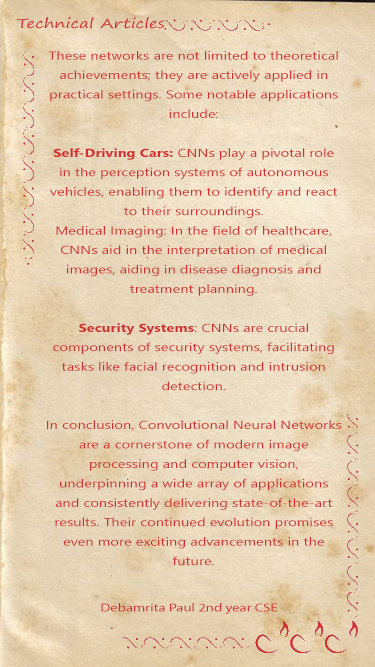 Technical Articles
These networks are not limited to theoretical
achievements; they are actively applied in
practical settings. Some notable applications
include:
Self-Driving Cars: CNNs play a pivotal role
in the perception systems of autonomous
vehicles, enabling them to identify and react
to their surroundings.
Medical Imaging: In the field of healthcare,
CNNs aid in the interpretation of medical
images, aiding in disease diagnosis and
treatment planning.
Security Systems: CNNs are crucial
components of security systems, facilitating
tasks like facial recognition and intrusion
detection.
In conclusion, Convolutional Neural Networks
are a cornerstone of modern image
processing and computer vision,
underpinning a wide array of applications
and consistently delivering state-of-the-art
results. Their continued evolution promises
even more exciting advancements in the
future.
Debamrita Paul 2nd year CSE